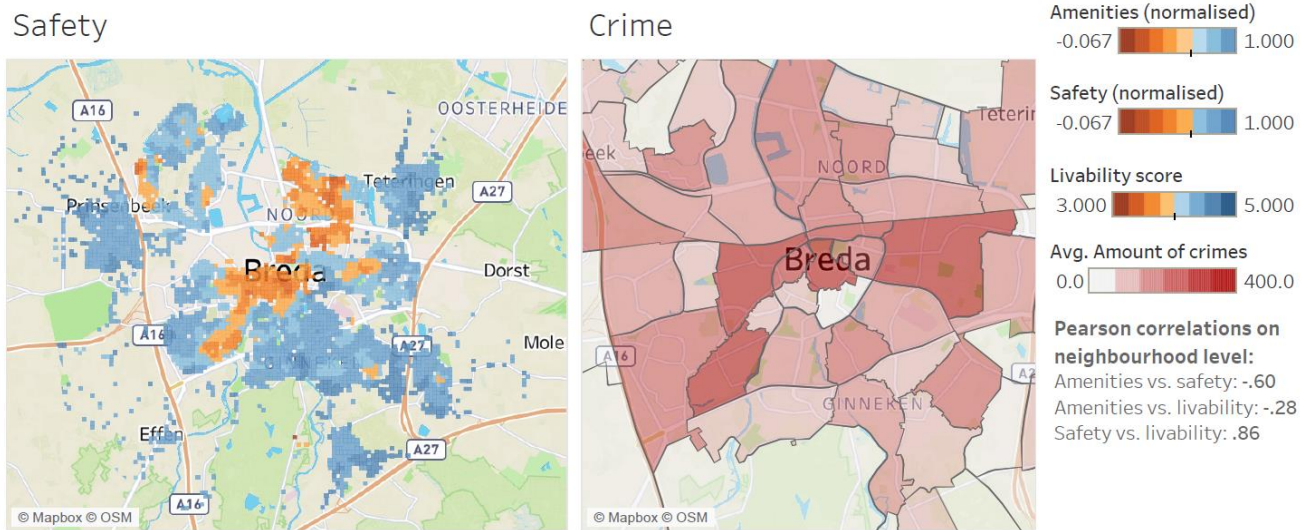 Safety
A16
OOSTERHEIDE
Teteringen
A27
Prinsenbeek
NOORD
Breda
Dorst
A16
A27
Mole
GINNEKEN
Effen
A27
A16
© Mapbox © OSM
Crime
Teterin
eek
NOORD
Breda
A16
A2
GINNEKEN
© Mapbox © OSM
Amenities (normalised)
-0.067 1.000
Safety (normalised)
-0.067 1.000
Livability score
3.000 5.000
Avg. Amount of crimes
0.0 400.0
Pearson correlations on
neighbourhood level:
Amenities vs. safety: -.60
Amenities vs. livability: -.28
Safety vs. livability: .86